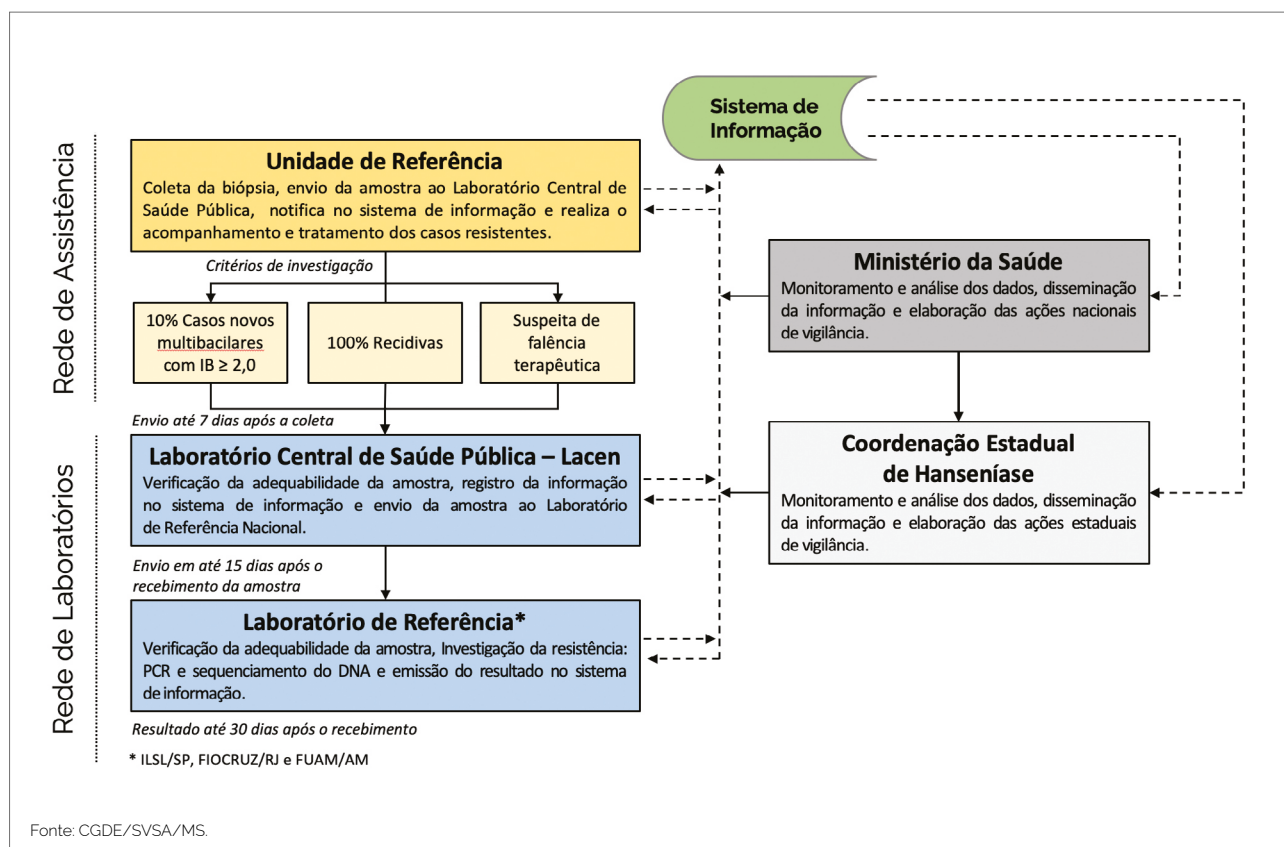 Sistema de
Informação
Rede de Assistência
Unidade de Referência
Coleta da biópsia, envio da amostra ao Laboratório Central de
Saúde Pública, notifica no sistema de informação e realiza o
acompanhamento e tratamento dos casos resistentes.
Critérios de investigação
10% Casos novos
multibacilares
com IB ≥ 2,0
100% Recidivas
Suspeita de
falência
terapêutica
Envio até 7 dias após a coleta
Ministério da Saúde
Monitoramento e análise dos dados, disseminação
da informação e elaboração das ações nacionais
de vigilância.
Rede de Laboratórios
Laboratório Central de Saúde Pública – Lacen
Verificação da adequabilidade da amostra, registro da informação
no sistema de informação e envio da amostra ao Laboratório
de Referência Nacional.
Envio em até 15 dias após o
recebimento da amostra
Coordenação Estadual
de Hanseníase
Monitoramento e análise dos dados, disseminação
da informação e elaboração das ações estaduais
de vigilância.
Laboratório de Referência*
Verificação da adequabilidade da amostra, Investigação da resistência:
PCR e sequenciamento do DNA e emissão do resultado no sistema
de informação.
Resultado até 30 dias após o recebimento
* ILSL/SP, FIOCRUZ/RJ e FUAM/AM
Fonte: CGDE/SVSA/MS.